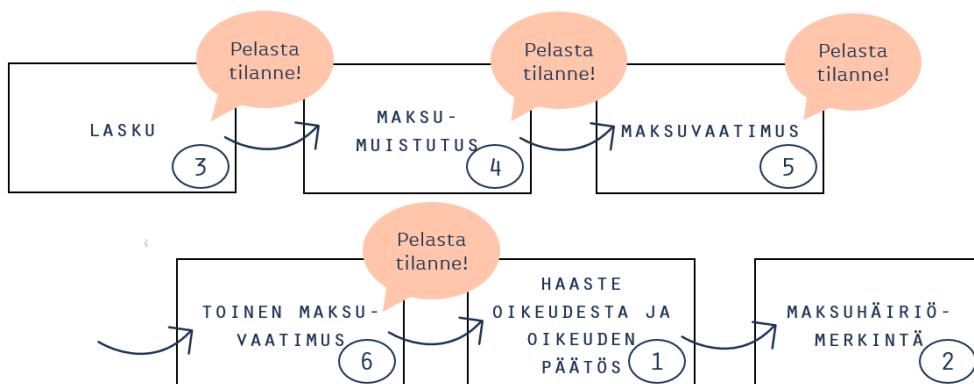 Pelasta
tilanne!
LASKU
3
Pelasta
tilanne!
MAKSU-
MUISTUTUS
4
Pelasta
tilanne!
MAKSUVAATIMUS
5
Pelasta
tilanne!
TOINEN MAKSU-
VAATIMUS
6
HAASTE
OIKEUDESTA JA
OIKEUDEN
PÄÄTÖS
1
MAKSUHÄIRIÖ-
MERKINTÄ
2